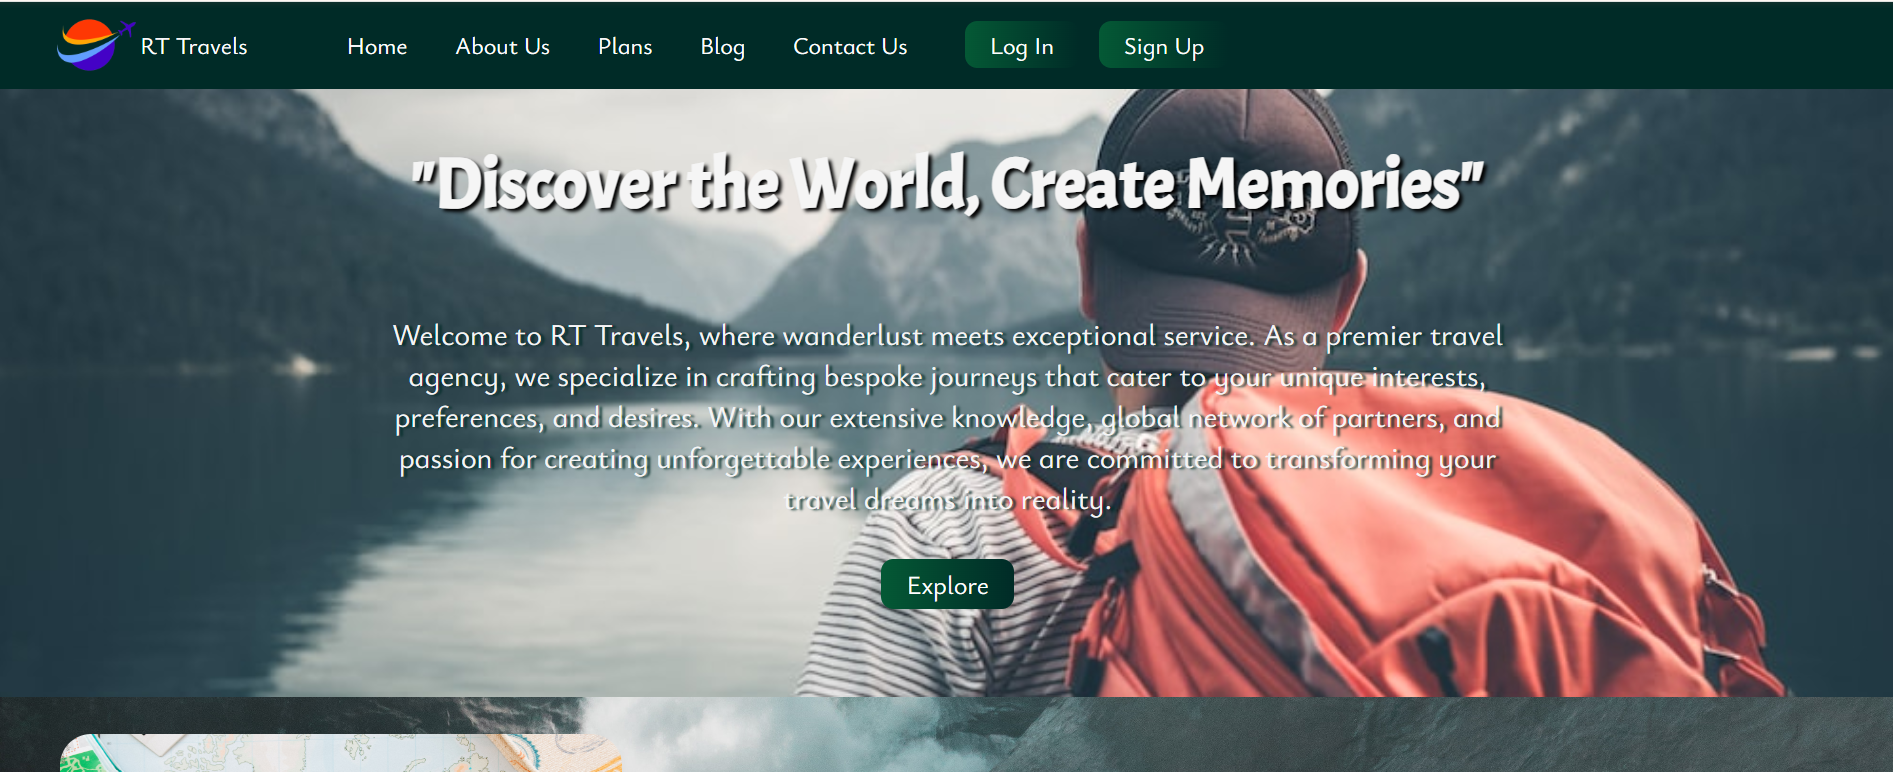 RT Travels Home About Us Plans Blog Contact Us Log In Sign Up
"Discover the World, Create Memories"
Welcome to RT Travels, where wanderlust meets exceptional service. As a premier travel
agency, we specialize in crafting bespoke journeys that cater to your unique interests,
preferences, and desires. With our extensive knowledge, global network of partners, and
passion for creating unforgettable experiences, we are committed to transforming your
travel dreams into reality.
Explore